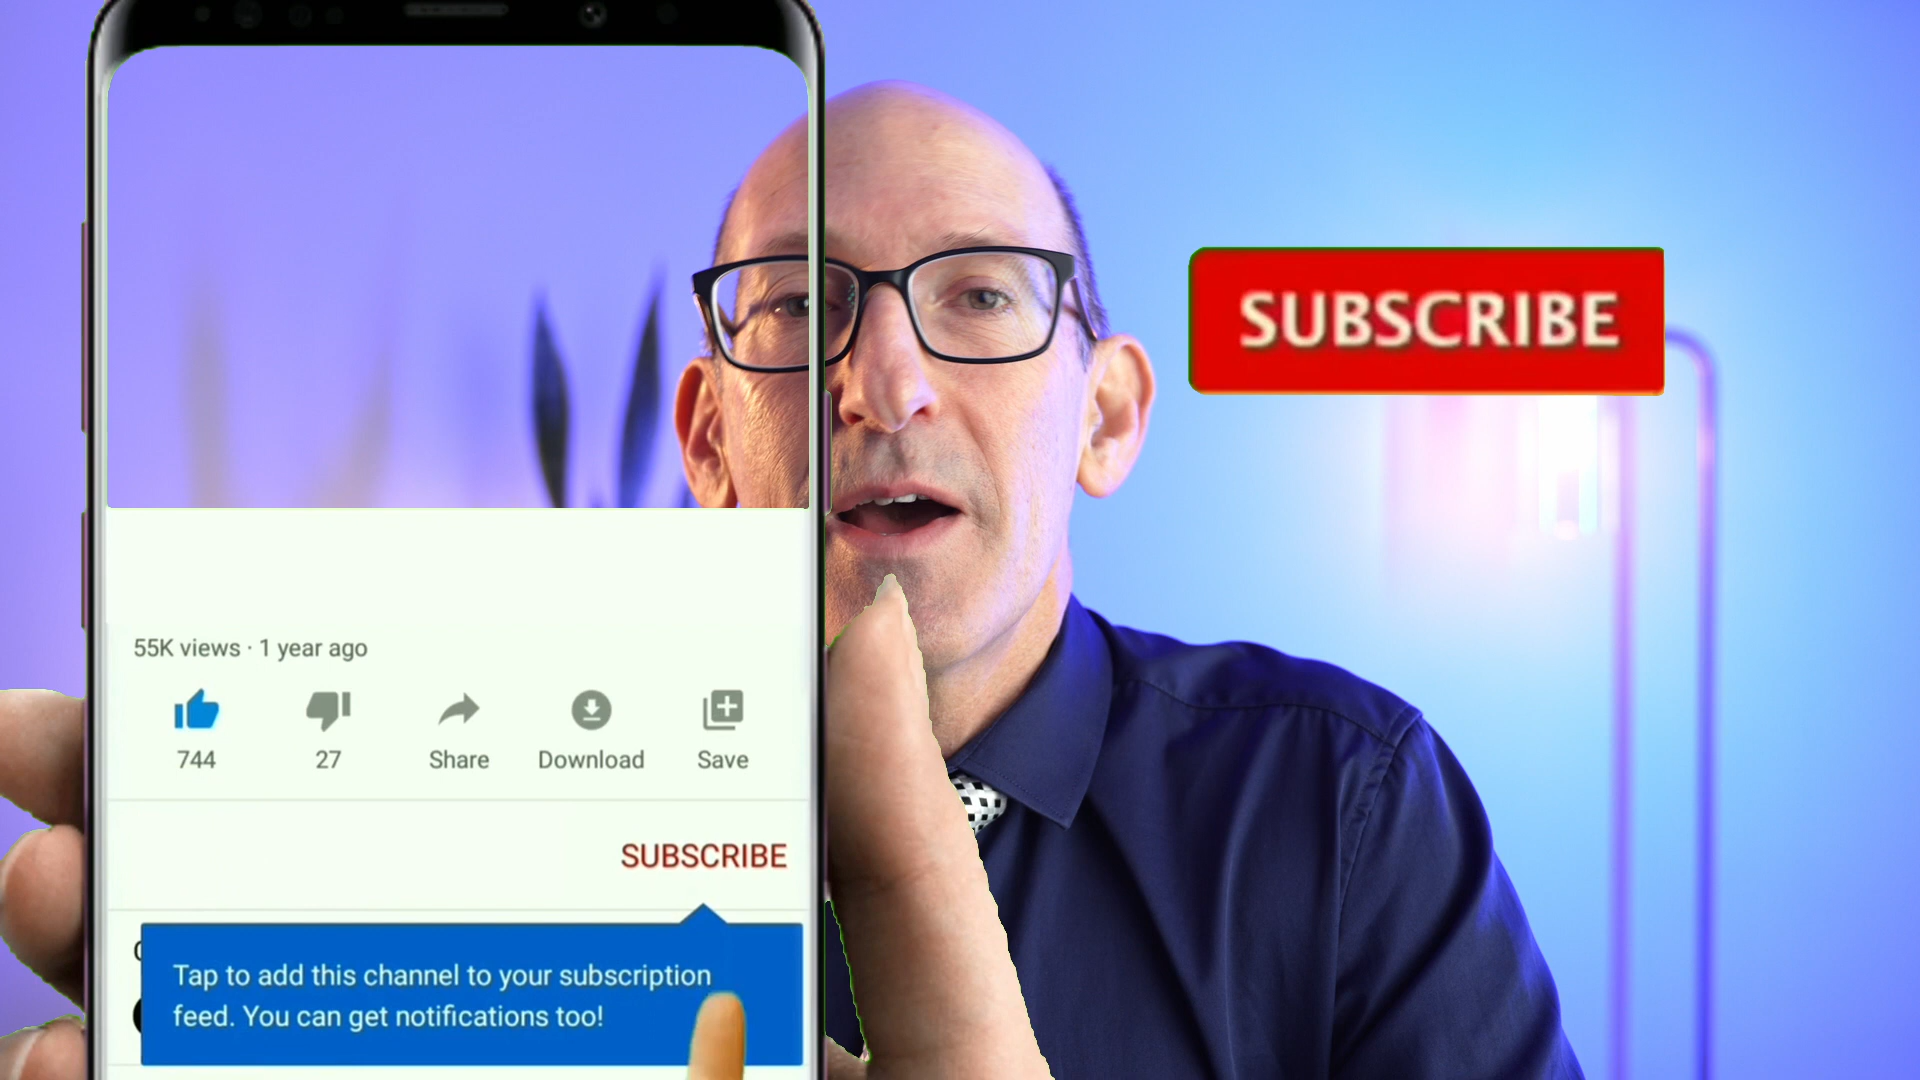 SUBSCRIBE
55K views · 1 year ago
744
27
Share
Download
Save
SUBSCRIBE
Tap to add this channel to your subscription
feed. You can get notifications too!